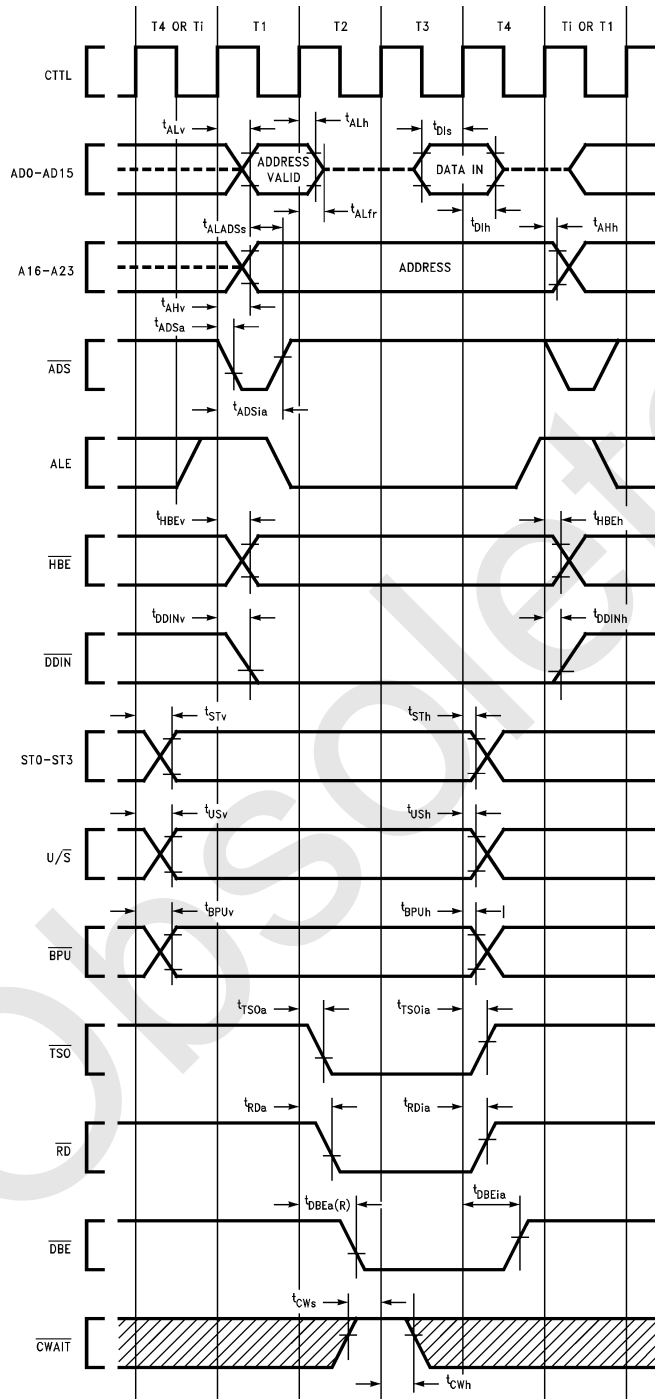 T4 OR Ti T1 T2 T3 T4 Ti OR T1
CTTL
tALv tALh tDIs
AD0-AD15 ADDRESS VALID DATA IN
tALADSs tALfr tDIh tAHh
A16-A23 ADDRESS
tAHv
tADSa
ADS
tADSia
ALE
tHBEv tHBEh
HBE
tDDINv tDDINh
DDIN
tSTv tSTh
ST0-ST3
tUSv tUSh
U/S
tBPUv tBPUh
BPU
tTSOa tTSOia
TSO
tRDa tRDia
RD
tDBEa(R) tDBEia
DBE
tCWs
CWAIT
tCWh
Obsolete